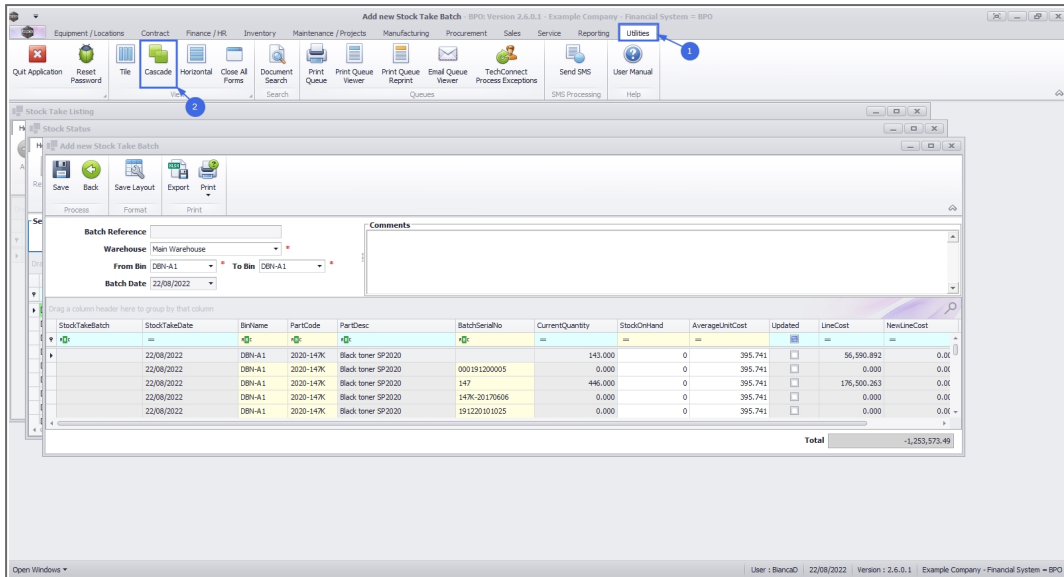 Add new Stock Take Batch - BPO: Version 2.6.0.1 - Example Company - Financial System = BPO
Equipment / Locations Contract Finance / HR Inventory Maintenance / Projects Manufacturing Procurement Sales Service Reporting Utilities
1
Quit Application Reset Password Tile Cascade Horizontal Close All Forms Document Search Print Queue Print Queue Viewer Print Queue Reprint Email Queue Viewer TechConnect Process Exceptions Send SMS User Manual
Search Queues SMS Processing Help
2
Stock Take Listing
Stock Status
Add new Stock Take Batch
Save Back Save Layout Export Print
Process Format Print
Batch Reference
Warehouse Main Warehouse *
From Bin DBN-A1 * To Bin DBN-A1 *
Batch Date 22/08/2022
Comments
Drag a column header here to group by that column
StockTakeBatch StockTakeDate BinName PartCode PartDesc BatchSerialNo CurrentQuantity StockOnHand AverageUnitCost Updated LineCost NewLineCost
22/08/2022 DBN-A1 2020-147K Black toner SP2020 143.000 0 395.741 56,590.892 0.00
22/08/2022 DBN-A1 2020-147K Black toner SP2020 000191200005 0.000 0 395.741 0.000 0.00
22/08/2022 DBN-A1 2020-147K Black toner SP2020 147 446.000 0 395.741 176,500.263 0.00
22/08/2022 DBN-A1 2020-147K Black toner SP2020 147K-20170606 0.000 0 395.741 0.000 0.00
22/08/2022 DBN-A1 2020-147K Black toner SP2020 191220101025 0.000 0 395.741 0.000 0.00
Total -1,253,573.49
Open Windows User : BiancaD 22/08/2022 Version : 2.6.0.1 Example Company - Financial System = BPO